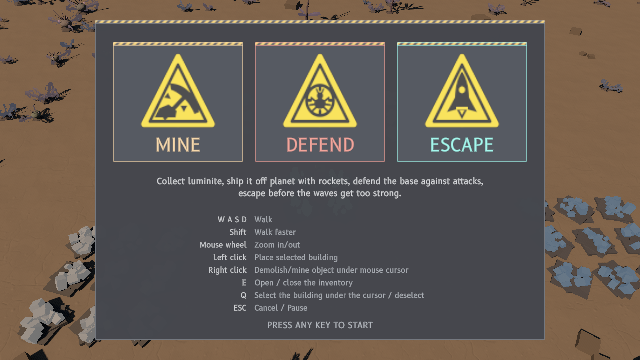 MINE
DEFEND
ESCAPE
Collect luminite, ship it off planet with rockets, defend the base against attacks,
escape before the waves get too strong.
W A S D Walk
Shift Walk faster
Mouse wheel Zoom in/out
Left click Place selected building
Right click Demolish/mine object under mouse cursor
E Open / close the inventory
Q Select the building under the cursor / deselect
ESC Cancel / Pause
PRESS ANY KEY TO START